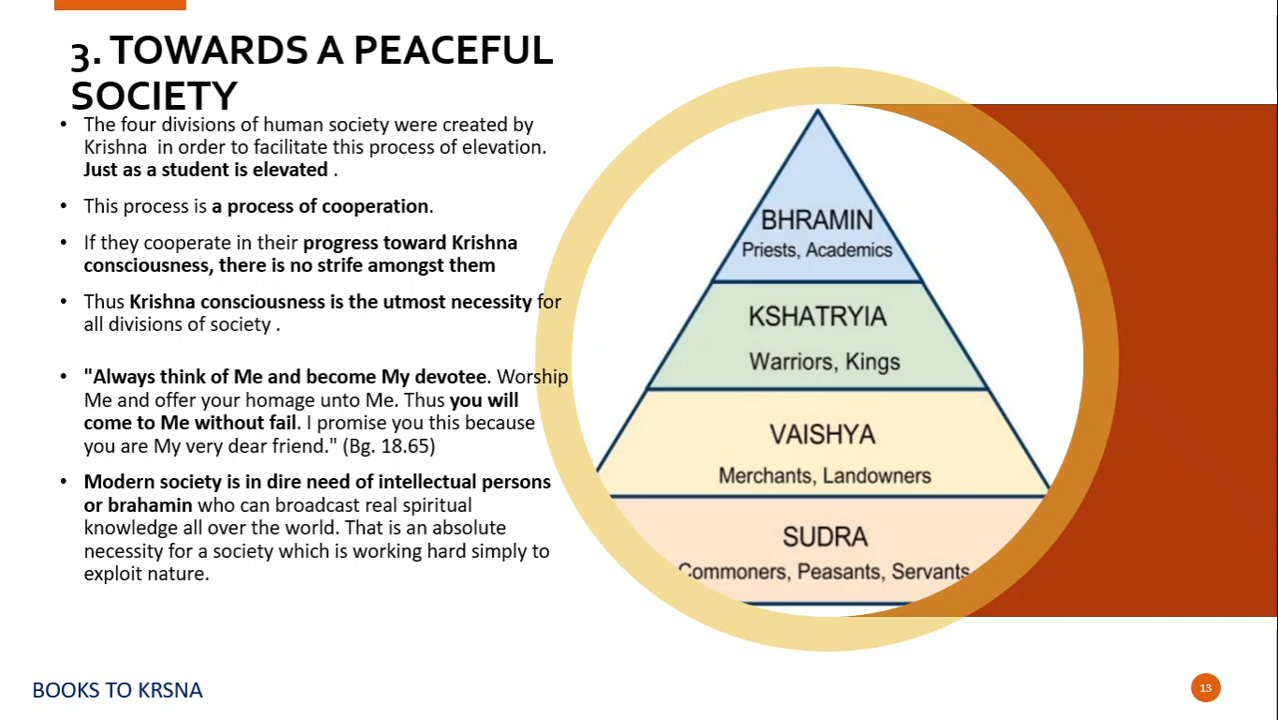 3. TOWARDS A PEACEFUL
SOCIETY
• The four divisions of human society were created by
Krishna  in order to facilitate this process of elevation.
Just as a student is elevated .
• This process is a process of cooperation.
• If they cooperate in their progress toward Krishna
consciousness, there is no strife amongst them
• Thus Krishna consciousness is the utmost necessity for
all divisions of society .
• "Always think of Me and become My devotee. Worship
Me and offer your homage unto Me. Thus you will
come to Me without fail. I promise you this because
you are My very dear friend." (Bg. 18.65)
• Modern society is in dire need of intellectual persons
or brahamin who can broadcast real spiritual
knowledge all over the world. That is an absolute
necessity for a society which is working hard simply to
exploit nature.
BHRAMIN
Priests, Academics
KSHATRYIA
Warriors, Kings
VAISHYA
Merchants, Landowners
SUDRA
Commoners, Peasants, Servants
BOOKS TO KRSNA
13